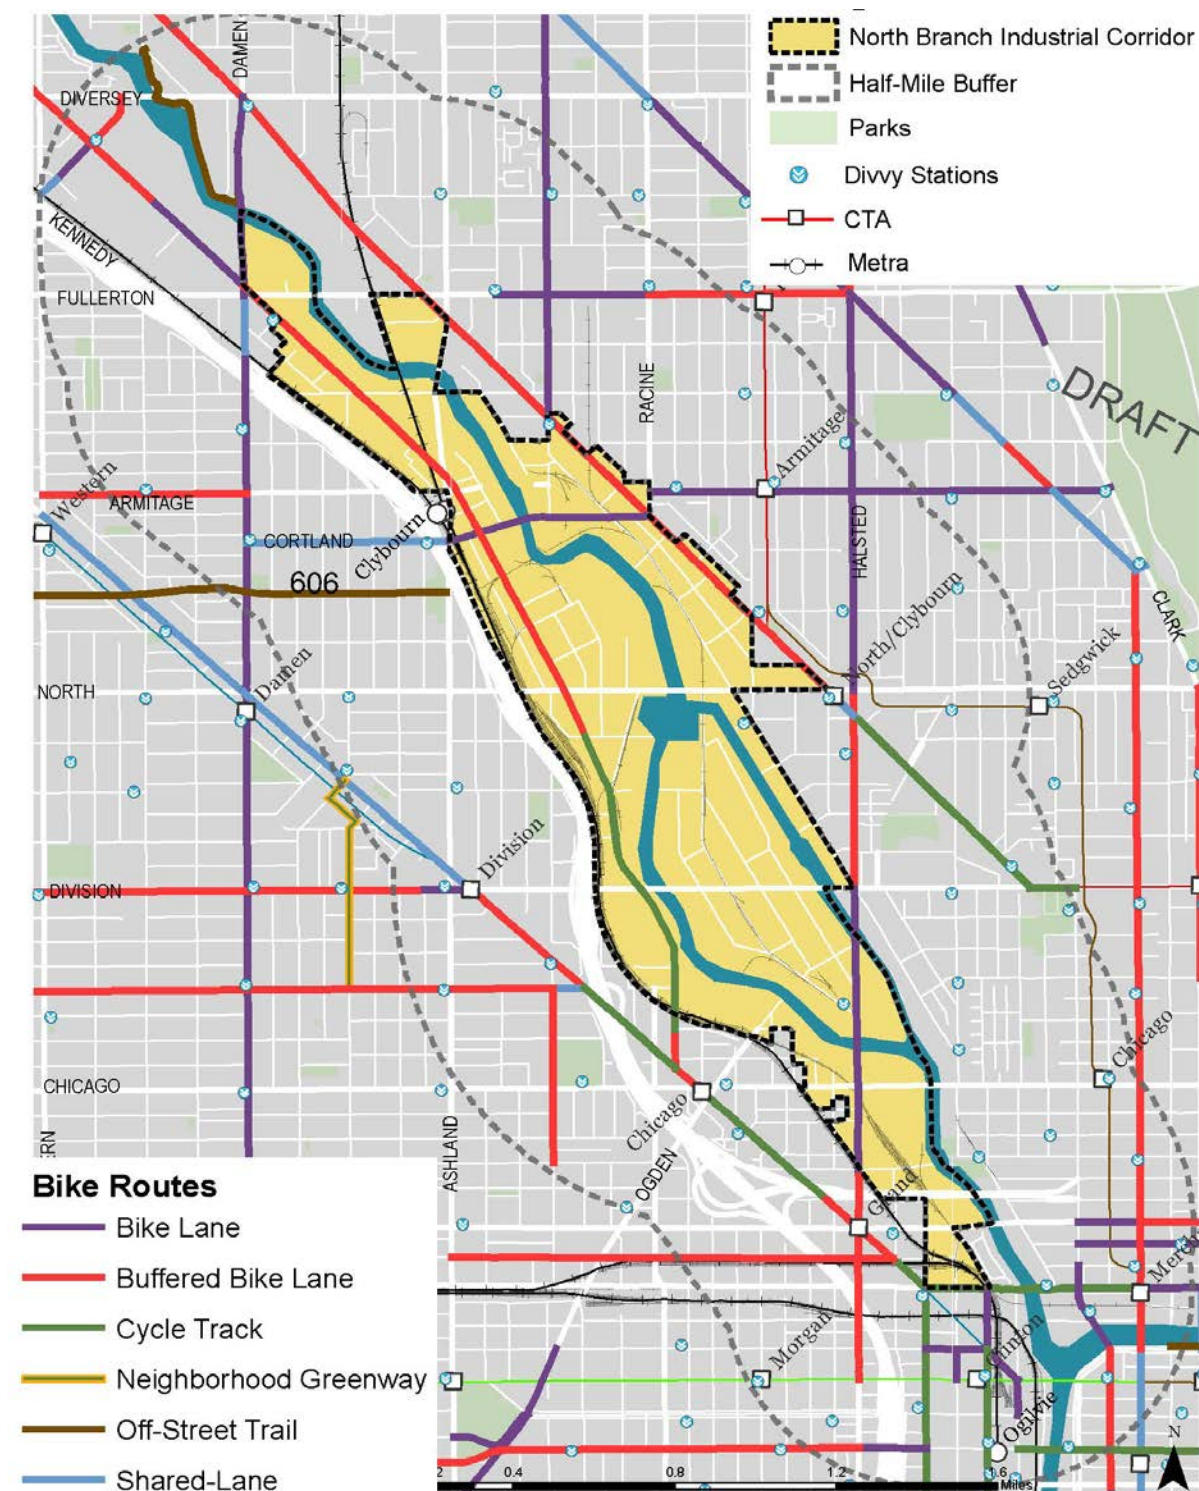 North Branch Industrial Corridor
Half-Mile Buffer
Parks
Divvy Stations
CTA
Metra
DAMEN
DIVERSEY
KENNEDY
FULLERTON
RACINE
DRAFT
Armitage
Western
ARMITAGE
HALSTED
CORTLAND
Clybourn
606
CLARK
North/Clybourn
Sedgwick
Damen
NORTH
Division
DIVISION
Chicago
CHICAGO
Chicago
ASHLAND
OGDEN
Grand
Bike Routes
Bike Lane
Buffered Bike Lane
Cycle Track
Neighborhood Greenway
Off-Street Trail
Shared-Lane
Morgan
Clinton
Ogilvie
N
2 0.4 0.8 1.2 1.6
Miles